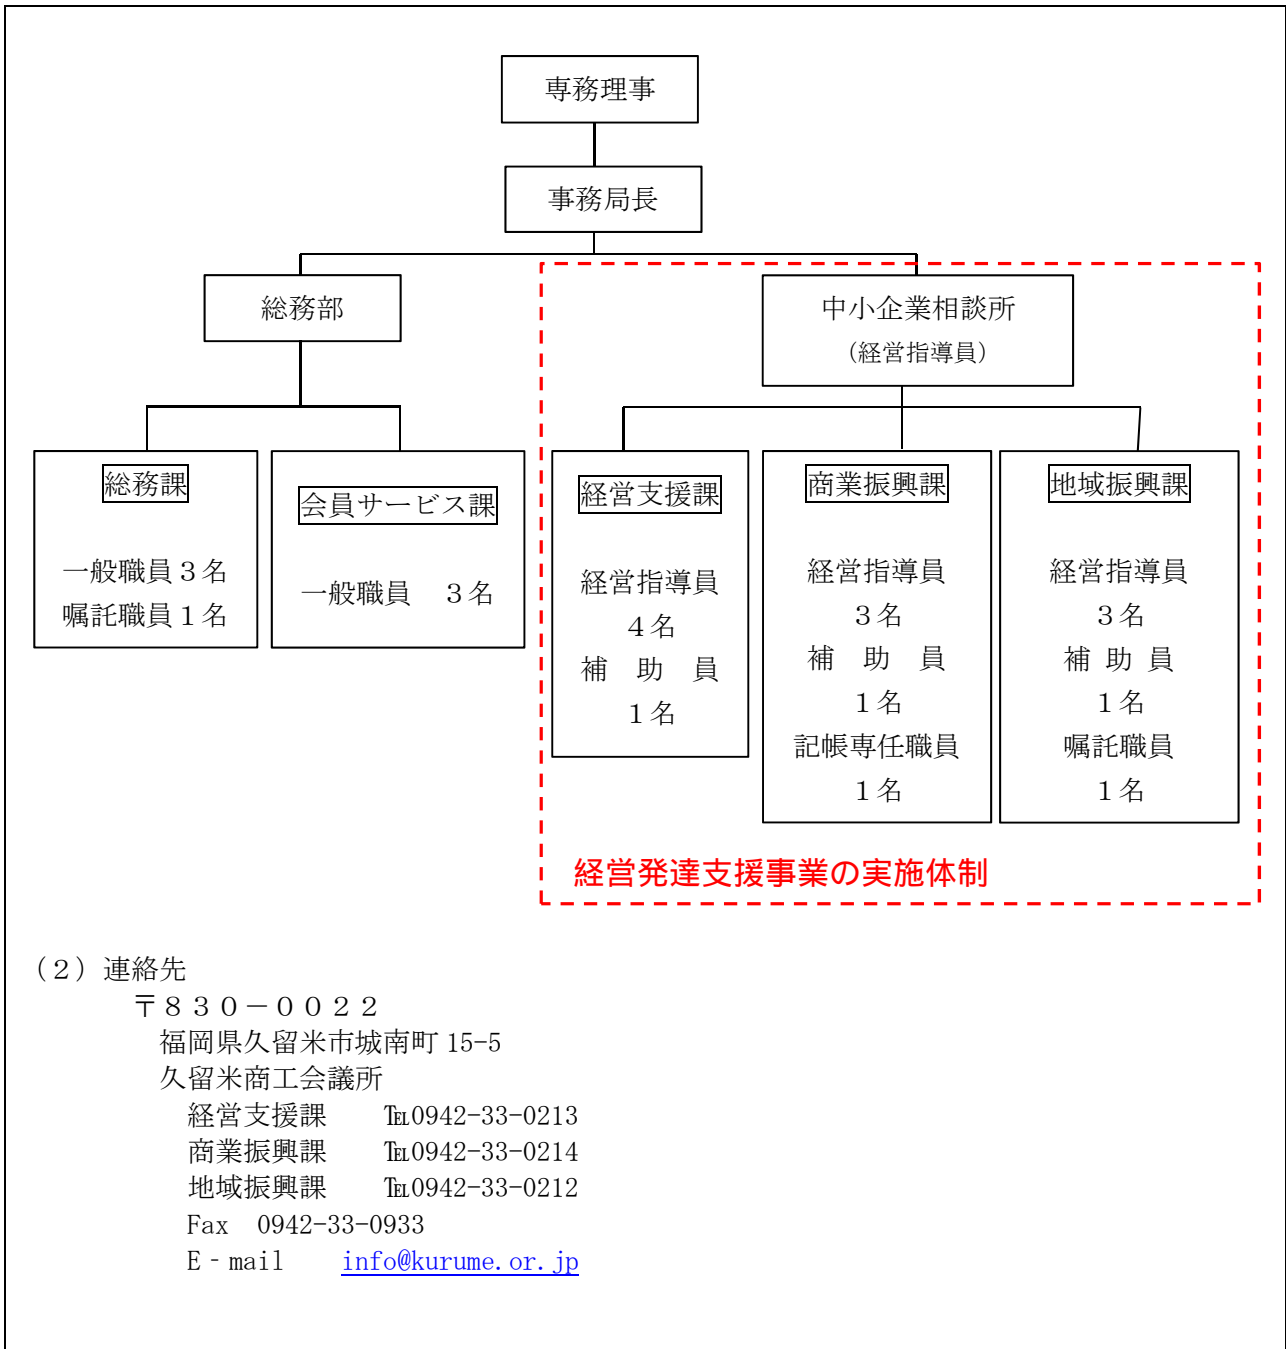 専務理事
事務局長
総務部
中小企業相談所
（経営指導員）
総務課
一般職員３名
嘱託職員１名
会員サービス課
一般職員　３名
経営支援課
経営指導員
４名
補　助　員
１名
商業振興課
経営指導員
３名
補　助　員
１名
記帳専任職員
１名
地域振興課
経営指導員
３名
補 助 員
１名
嘱託職員
１名
経営発達支援事業の実施体制
（２）連絡先
〒８３０－００２２
福岡県久留米市城南町 15-5
久留米商工会議所
経営支援課　　℡0942-33-0213
商業振興課　　℡0942-33-0214
地域振興課　　℡0942-33-0212
Fax　0942-33-0933
E‐mail　　info@kurume.or.jp